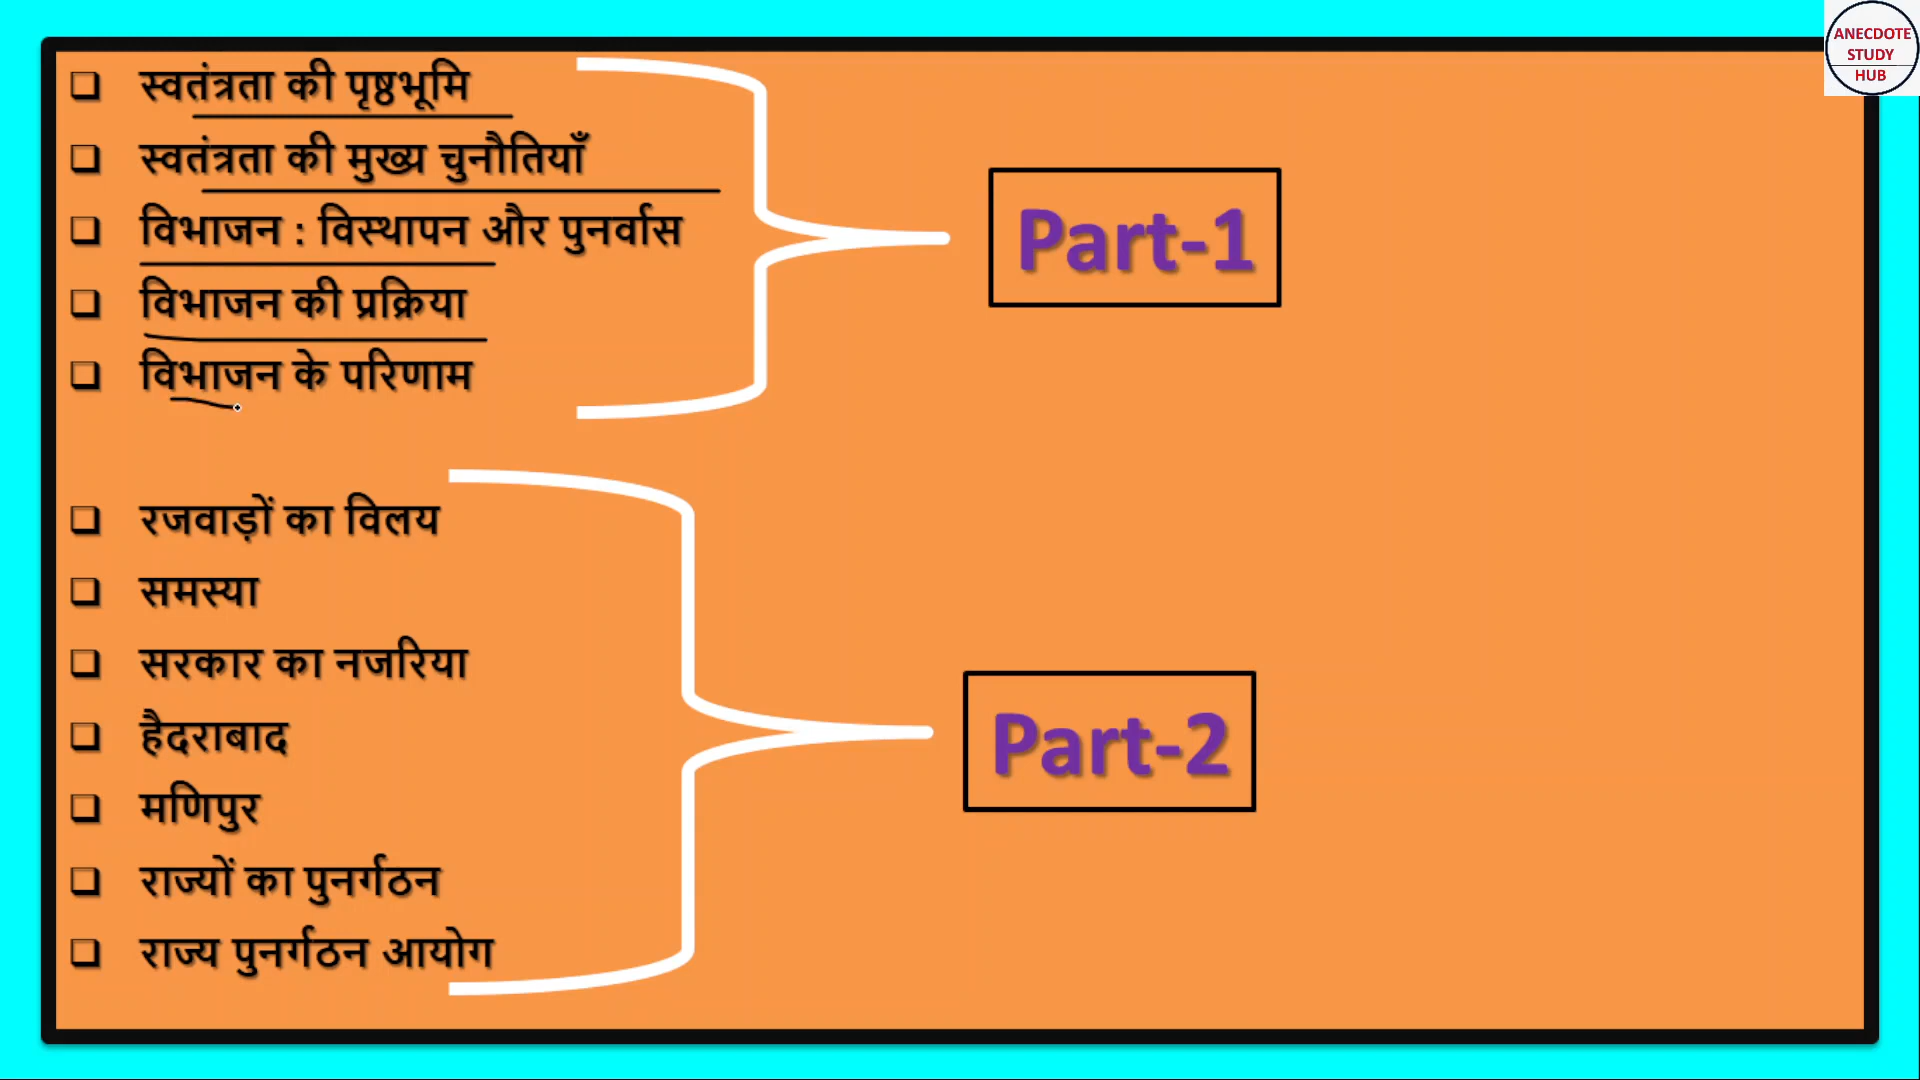 ANECDOTE
STUDY
HUB
स्वतंत्रता की पृष्ठभूमि
स्वतंत्रता की मुख्य चुनौतियाँ
विभाजन : विस्थापन और पुनर्वास
विभाजन की प्रक्रिया
विभाजन के परिणाम
Part-1
रजवाड़ों का विलय
समस्या
सरकार का नजरिया
हैदराबाद
मणिपुर
राज्यों का पुनर्गठन
राज्य पुनर्गठन आयोग
Part-2